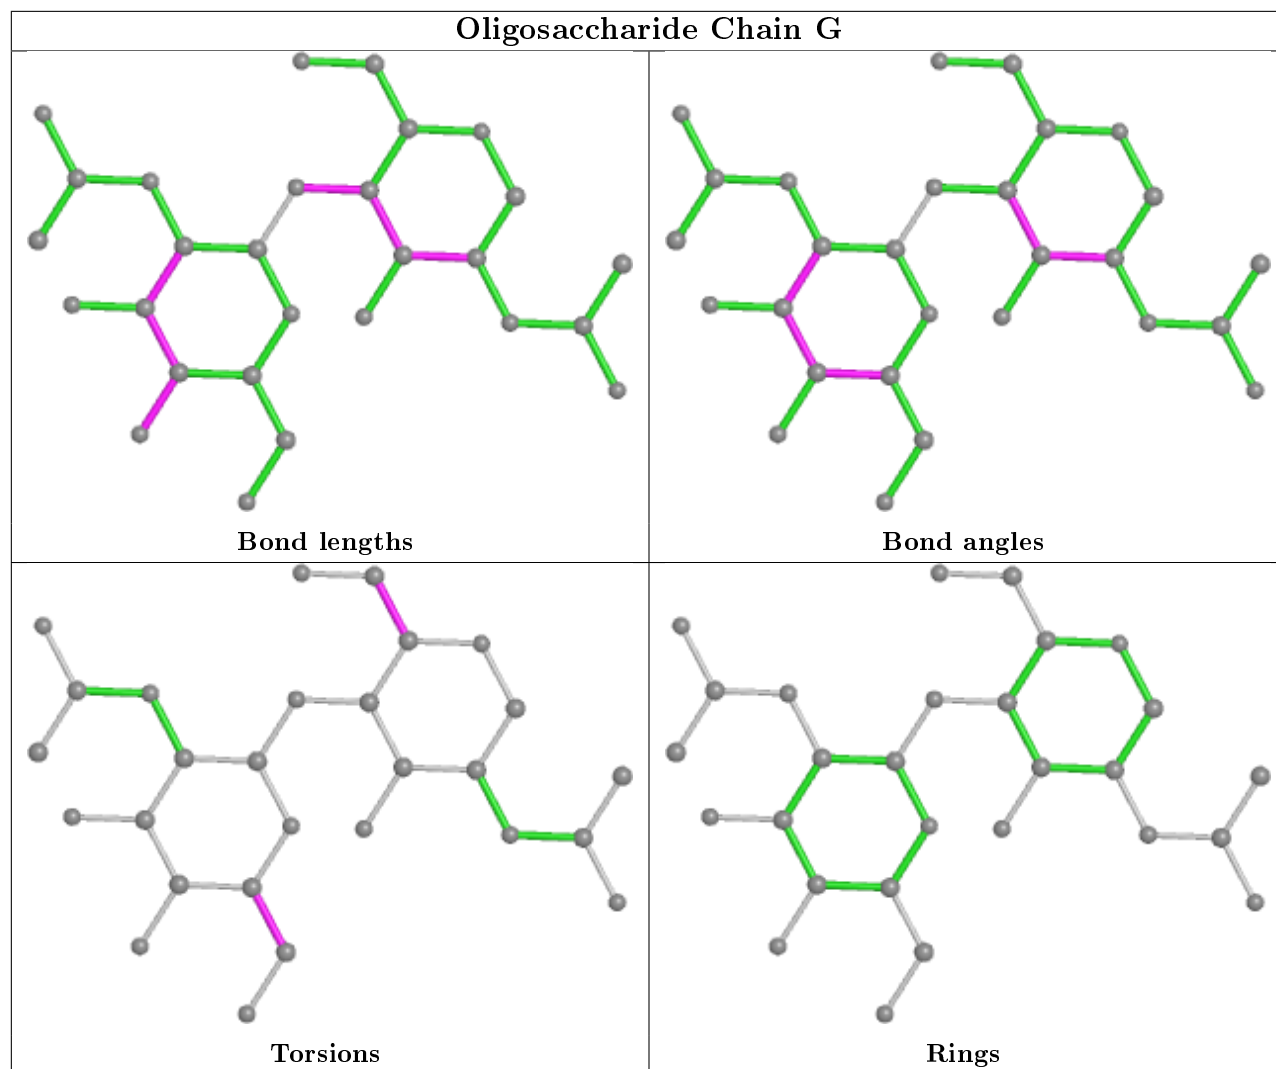 Oligosaccharide Chain G
Bond lengths
Bond angles
Torsions
Rings